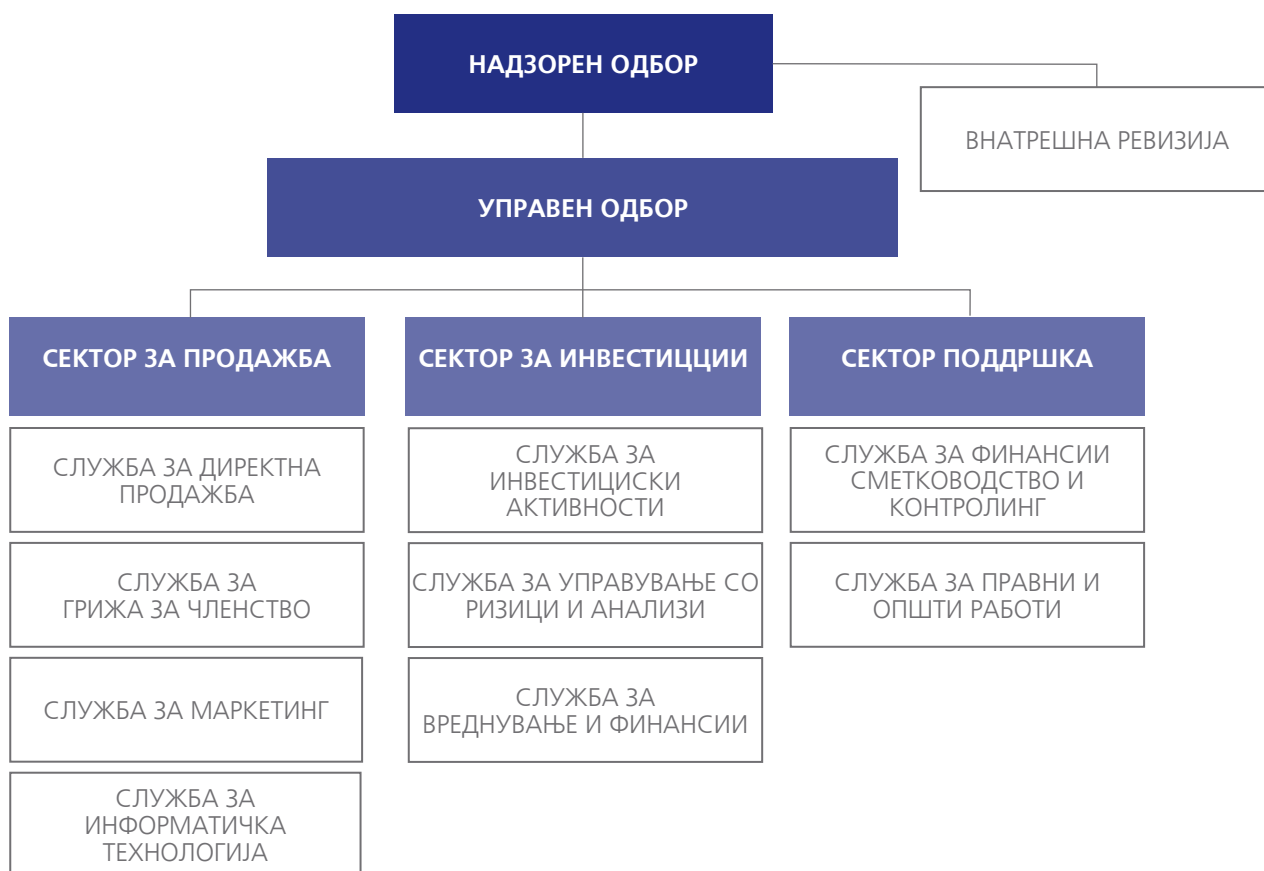 НАДЗОРЕН ОДБОР
ВНАТРЕШНА РЕВИЗИЈА
УПРАВЕН ОДБОР
СЕКТОР ЗА ПРОДАЖБА
СЛУЖБА ЗА ДИРЕКТНА
ПРОДАЖБА
СЛУЖБА ЗА
ГРИЖА ЗА ЧЛЕНСТВО
СЛУЖБА ЗА МАРКЕТИНГ
СЛУЖБА ЗА
ИНФОРМАТИЧКА
ТЕХНОЛОГИЈА
СЕКТОР ЗА ИНВЕСТИЦЦИИ
СЛУЖБА ЗА
ИНВЕСТИЦИСКИ
АКТИВНОСТИ
СЛУЖБА ЗА УПРАВУВАЊЕ СО
РИЗИЦИ И АНАЛИЗИ
СЛУЖБА ЗА
ВРЕДНУВАЊЕ И ФИНАНСИИ
СЕКТОР ПОДДРШКА
СЛУЖБА ЗА ФИНАНСИИ
СМЕТКОВОДСТВО И
КОНТРОЛИНГ
СЛУЖБА ЗА ПРАВНИ И
ОПШТИ РАБОТИ